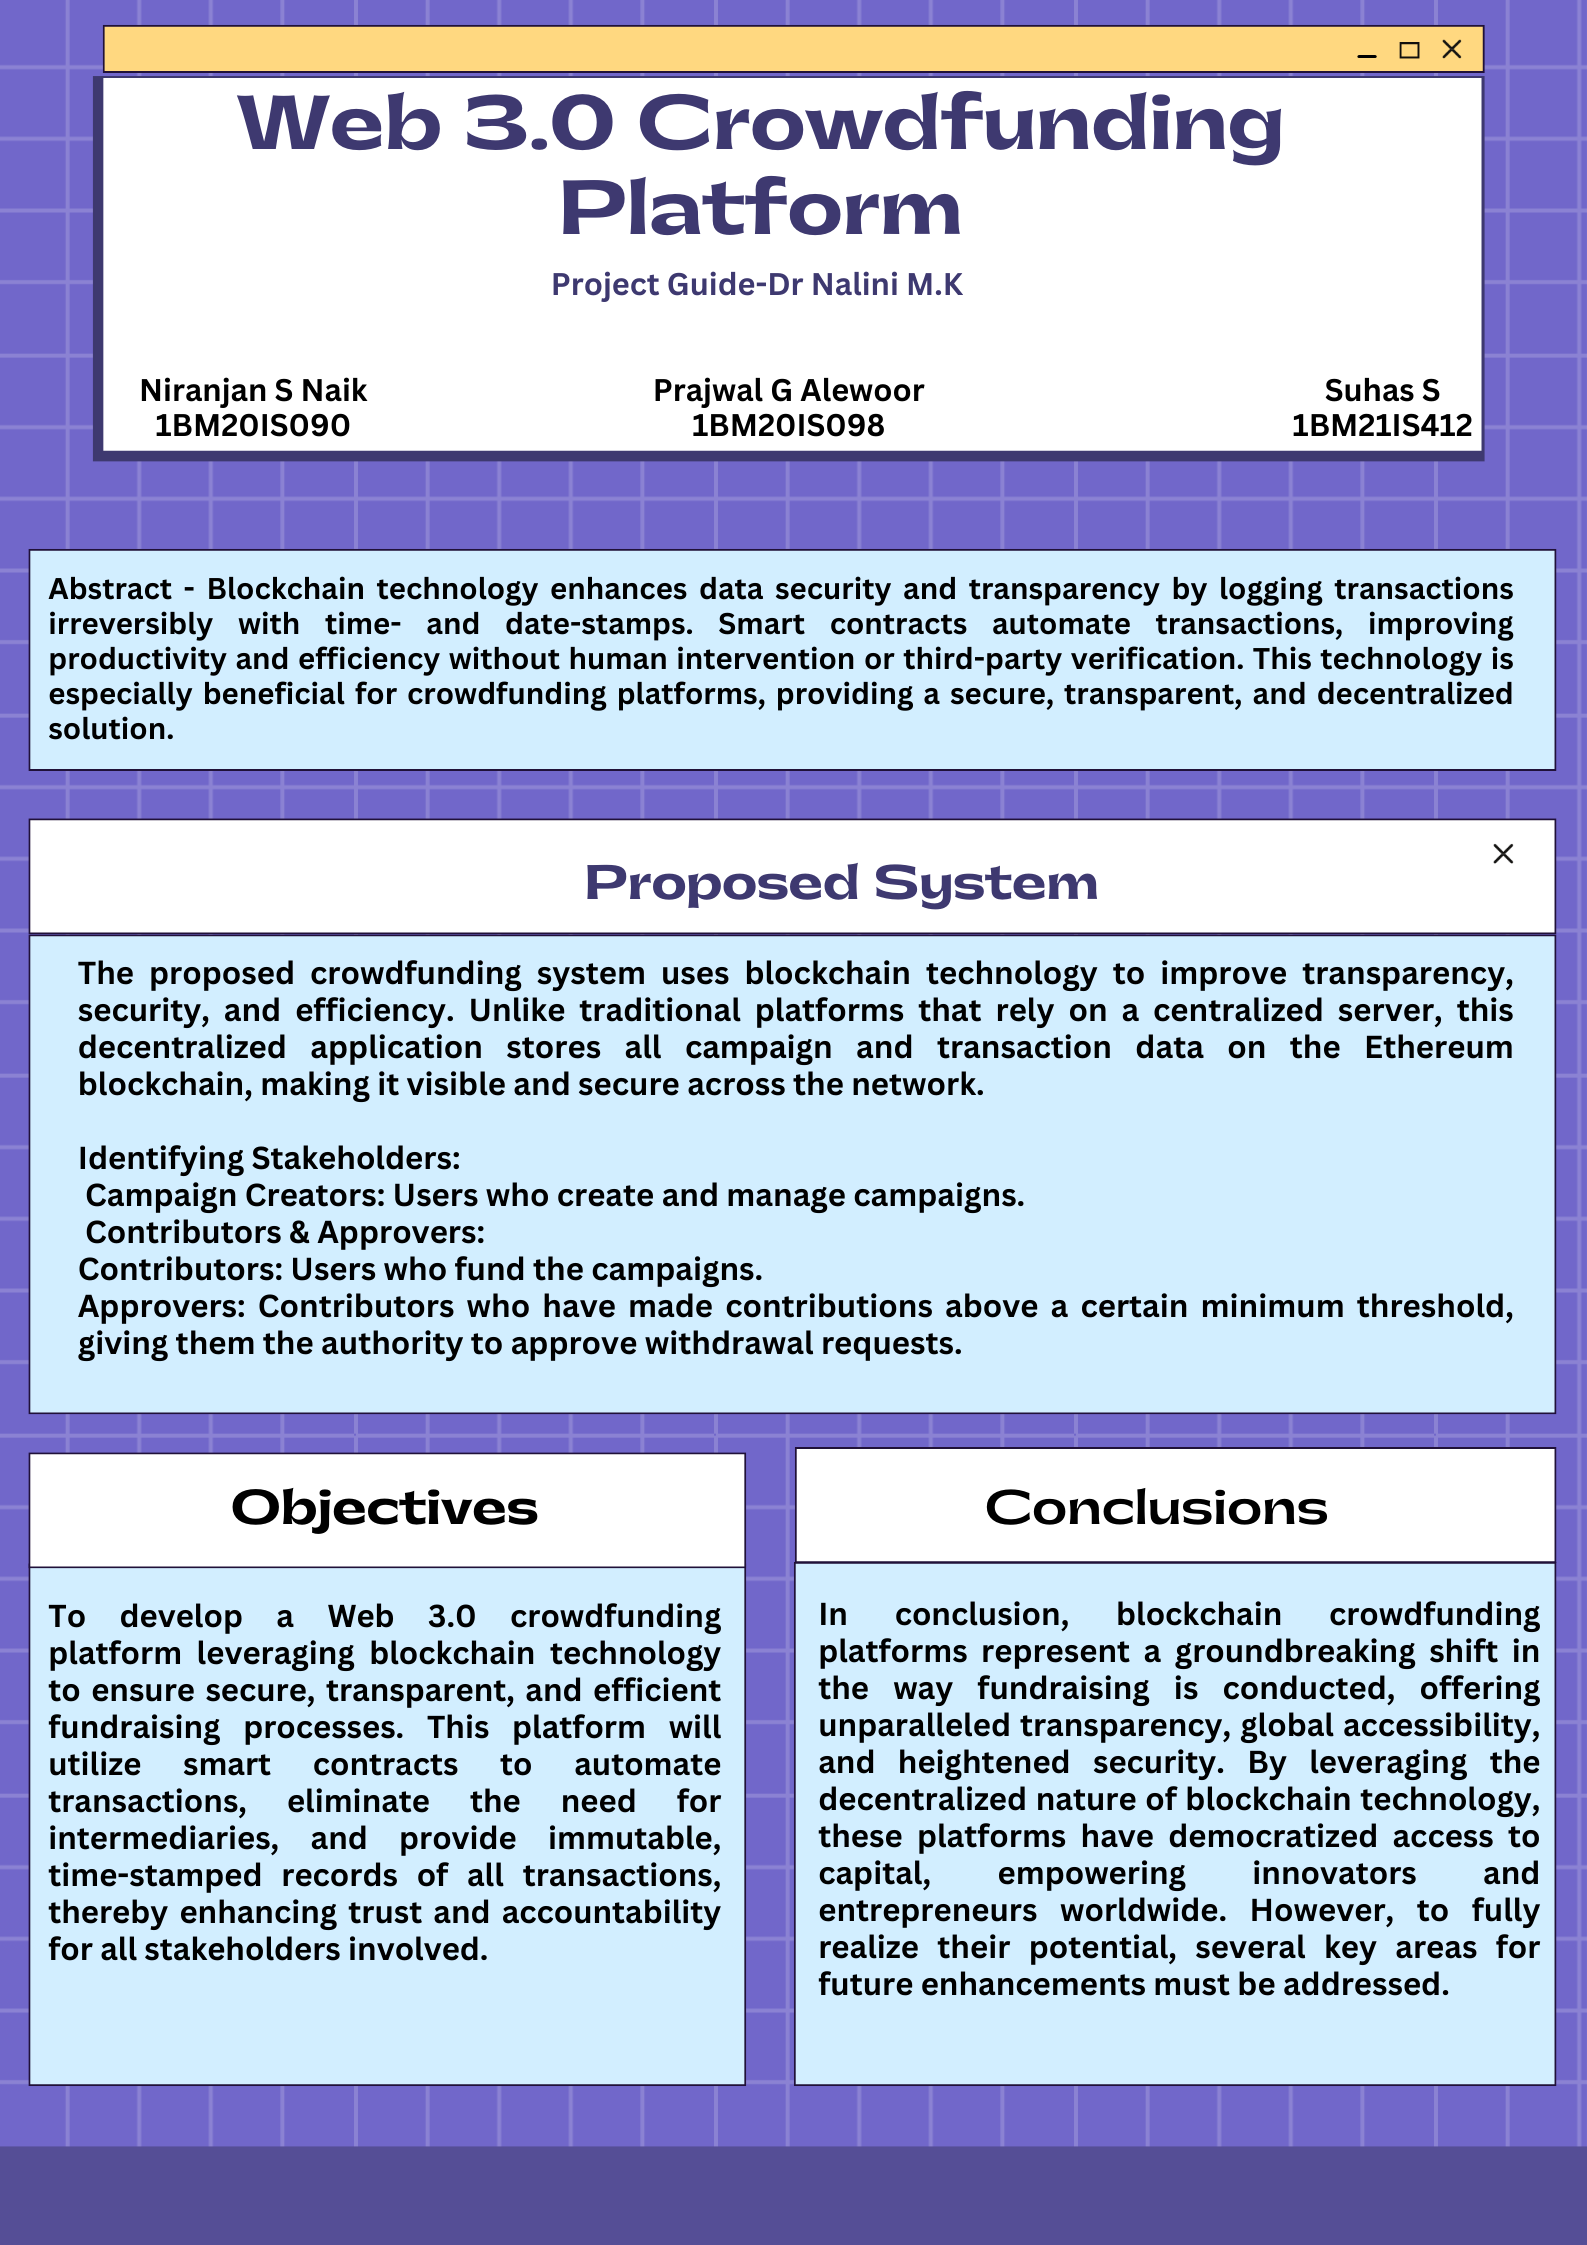 Web 3.0 Crowdfunding
Platform
Project Guide-Dr Nalini M.K
Niranjan S Naik
1BM20IS090
Prajwal G Alewoor
1BM20IS098
Suhas S
1BM21IS412
Abstract - Blockchain technology enhances data security and transparency by logging transactions
irreversibly with time- and date-stamps. Smart contracts automate transactions, improving
productivity and efficiency without human intervention or third-party verification. This technology is
especially beneficial for crowdfunding platforms, providing a secure, transparent, and decentralized
solution.
Proposed System
The proposed crowdfunding system uses blockchain technology to improve transparency,
security, and efficiency. Unlike traditional platforms that rely on a centralized server, this
decentralized application stores all campaign and transaction data on the Ethereum
blockchain, making it visible and secure across the network.
Identifying Stakeholders:
Campaign Creators: Users who create and manage campaigns.
Contributors & Approvers:
Contributors: Users who fund the campaigns.
Approvers: Contributors who have made contributions above a certain minimum threshold,
giving them the authority to approve withdrawal requests.
Objectives
To develop a Web 3.0 crowdfunding
platform leveraging blockchain technology
to ensure secure, transparent, and efficient
fundraising processes. This platform will
utilize smart contracts to automate
transactions, eliminate the need for
intermediaries, and provide immutable,
time-stamped records of all transactions,
thereby enhancing trust and accountability
for all stakeholders involved.
Conclusions
In conclusion, blockchain crowdfunding
platforms represent a groundbreaking shift in
the way fundraising is conducted, offering
unparalleled transparency, global accessibility,
and heightened security. By leveraging the
decentralized nature of blockchain technology,
these platforms have democratized access to
capital, empowering innovators and
entrepreneurs worldwide. However, to fully
realize their potential, several key areas for
future enhancements must be addressed.